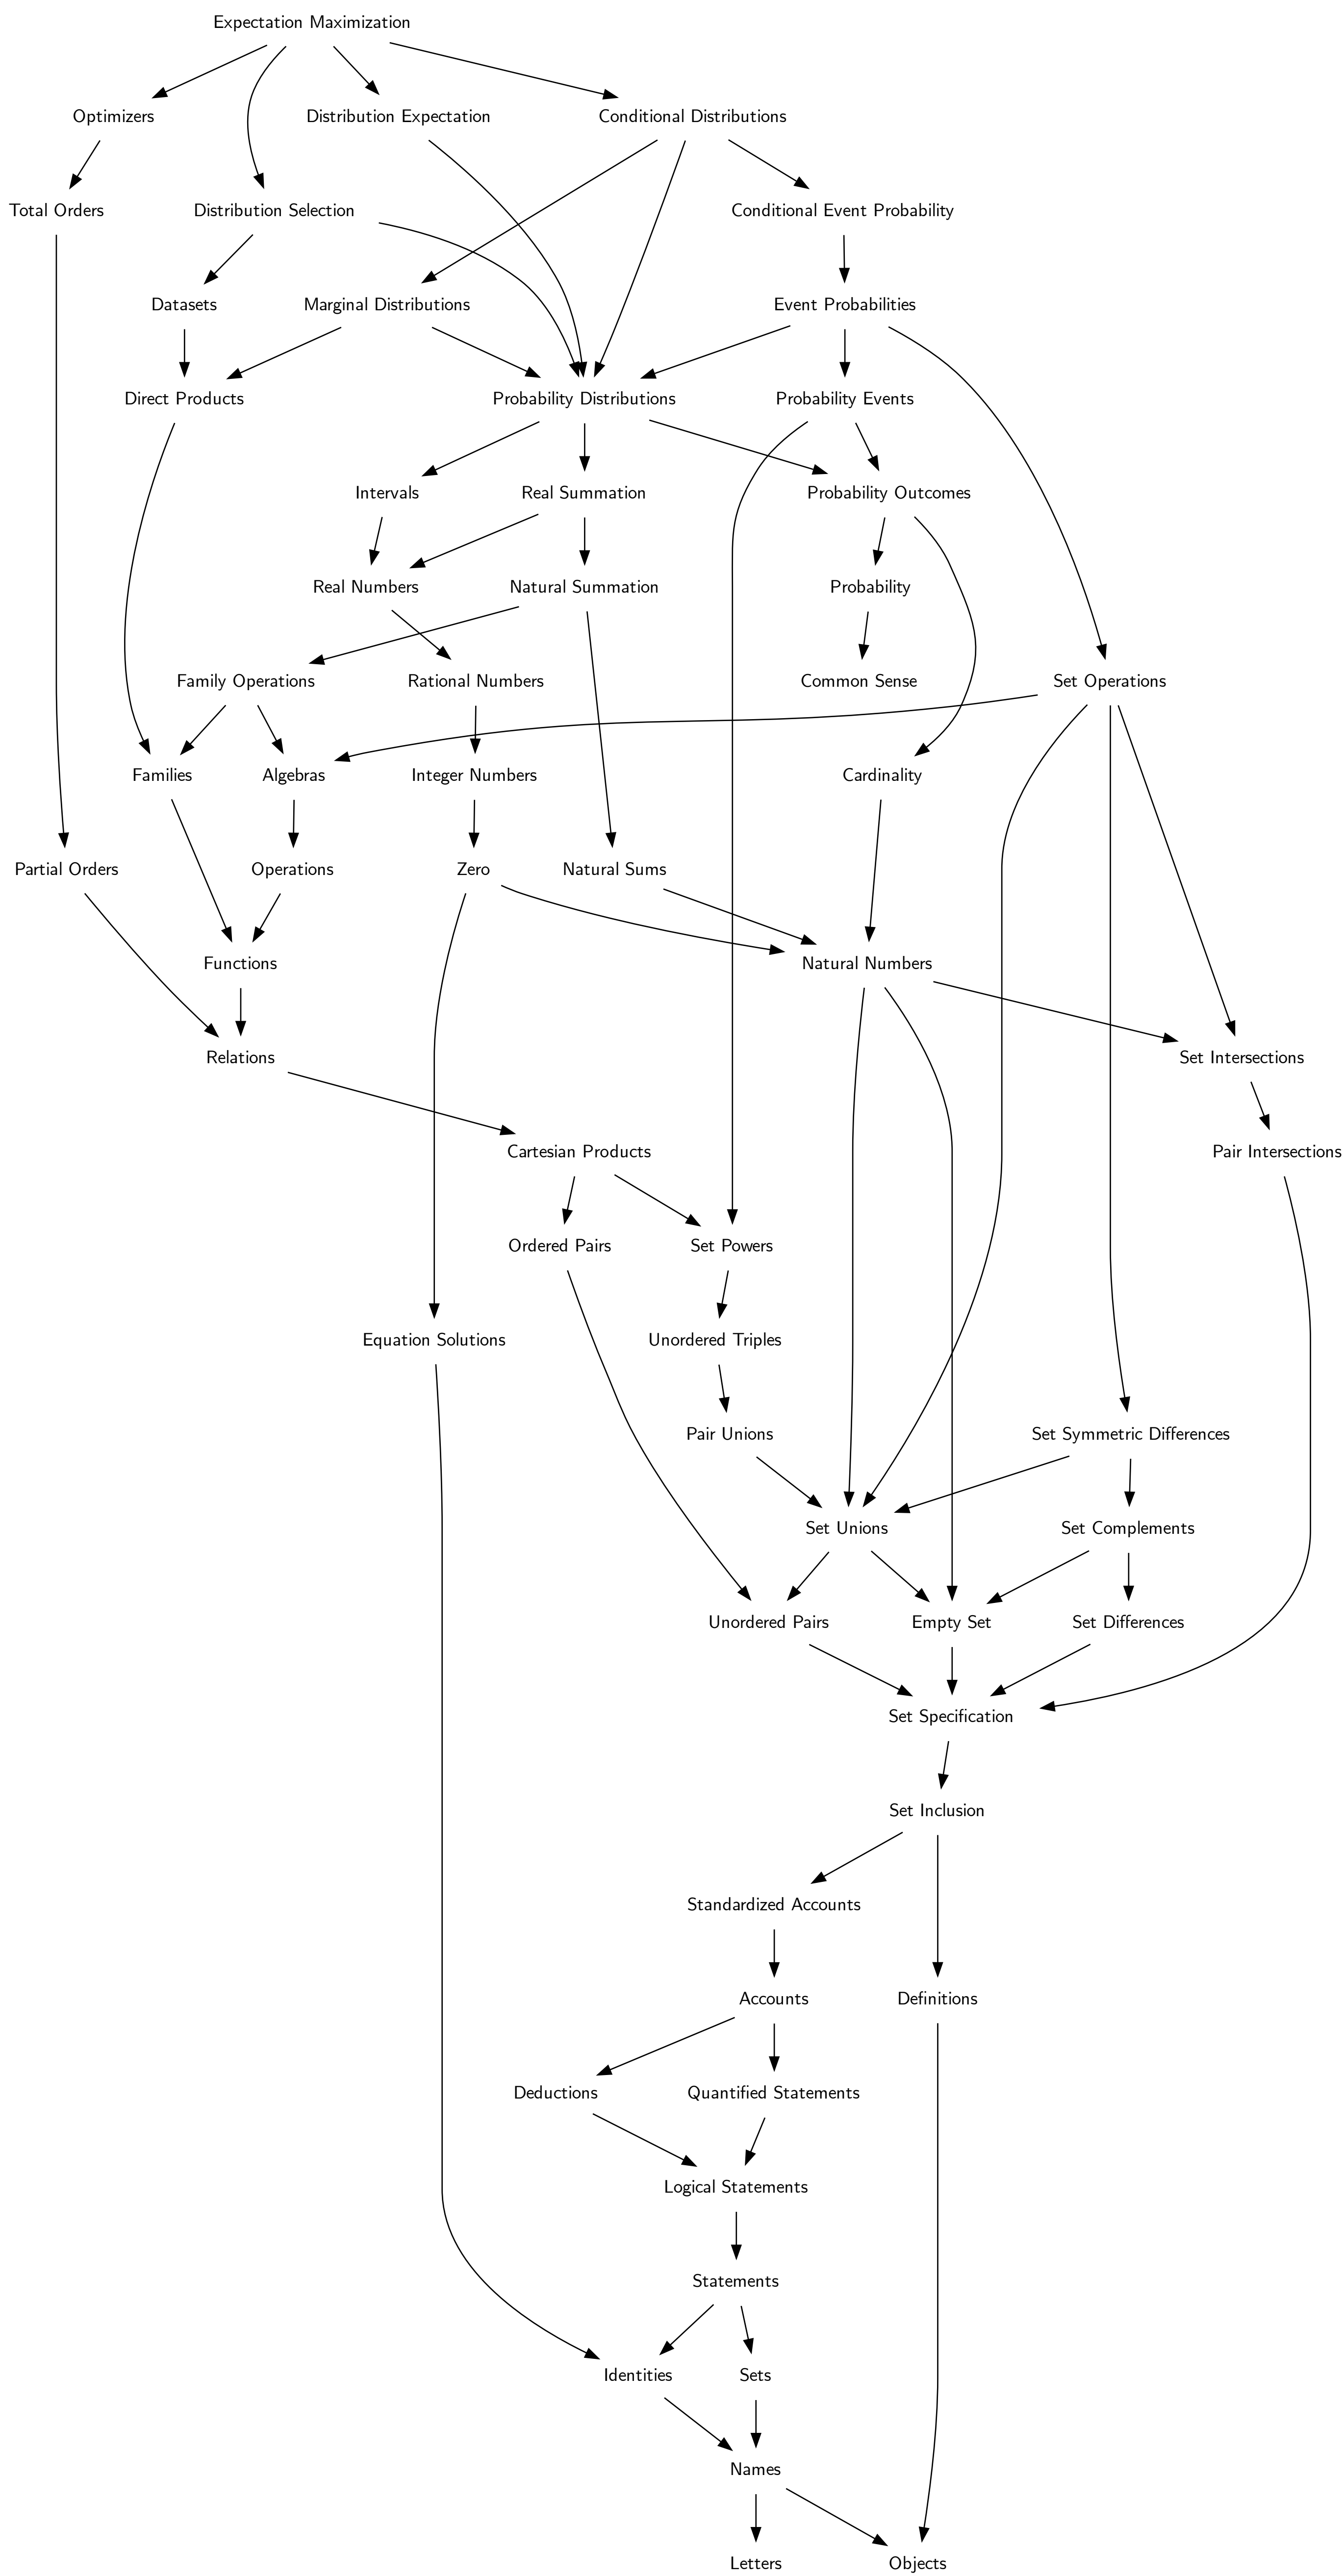 Expectation Maximization
Optimizers
Distribution Expectation
Conditional Distributions
Total Orders
Distribution Selection
Conditional Event Probability
Datasets
Marginal Distributions
Event Probabilities
Direct Products
Probability Distributions
Probability Events
Intervals
Real Summation
Probability Outcomes
Real Numbers
Natural Summation
Probability
Family Operations
Rational Numbers
Common Sense
Set Operations
Families
Algebras
Integer Numbers
Cardinality
Partial Orders
Operations
Zero
Natural Sums
Functions
Natural Numbers
Relations
Set Intersections
Cartesian Products
Pair Intersections
Ordered Pairs
Set Powers
Equation Solutions
Unordered Triples
Pair Unions
Set Symmetric Differences
Set Unions
Set Complements
Unordered Pairs
Empty Set
Set Differences
Set Specification
Set Inclusion
Standardized Accounts
Accounts
Definitions
Deductions
Quantified Statements
Logical Statements
Statements
Identities
Sets
Names
Letters
Objects